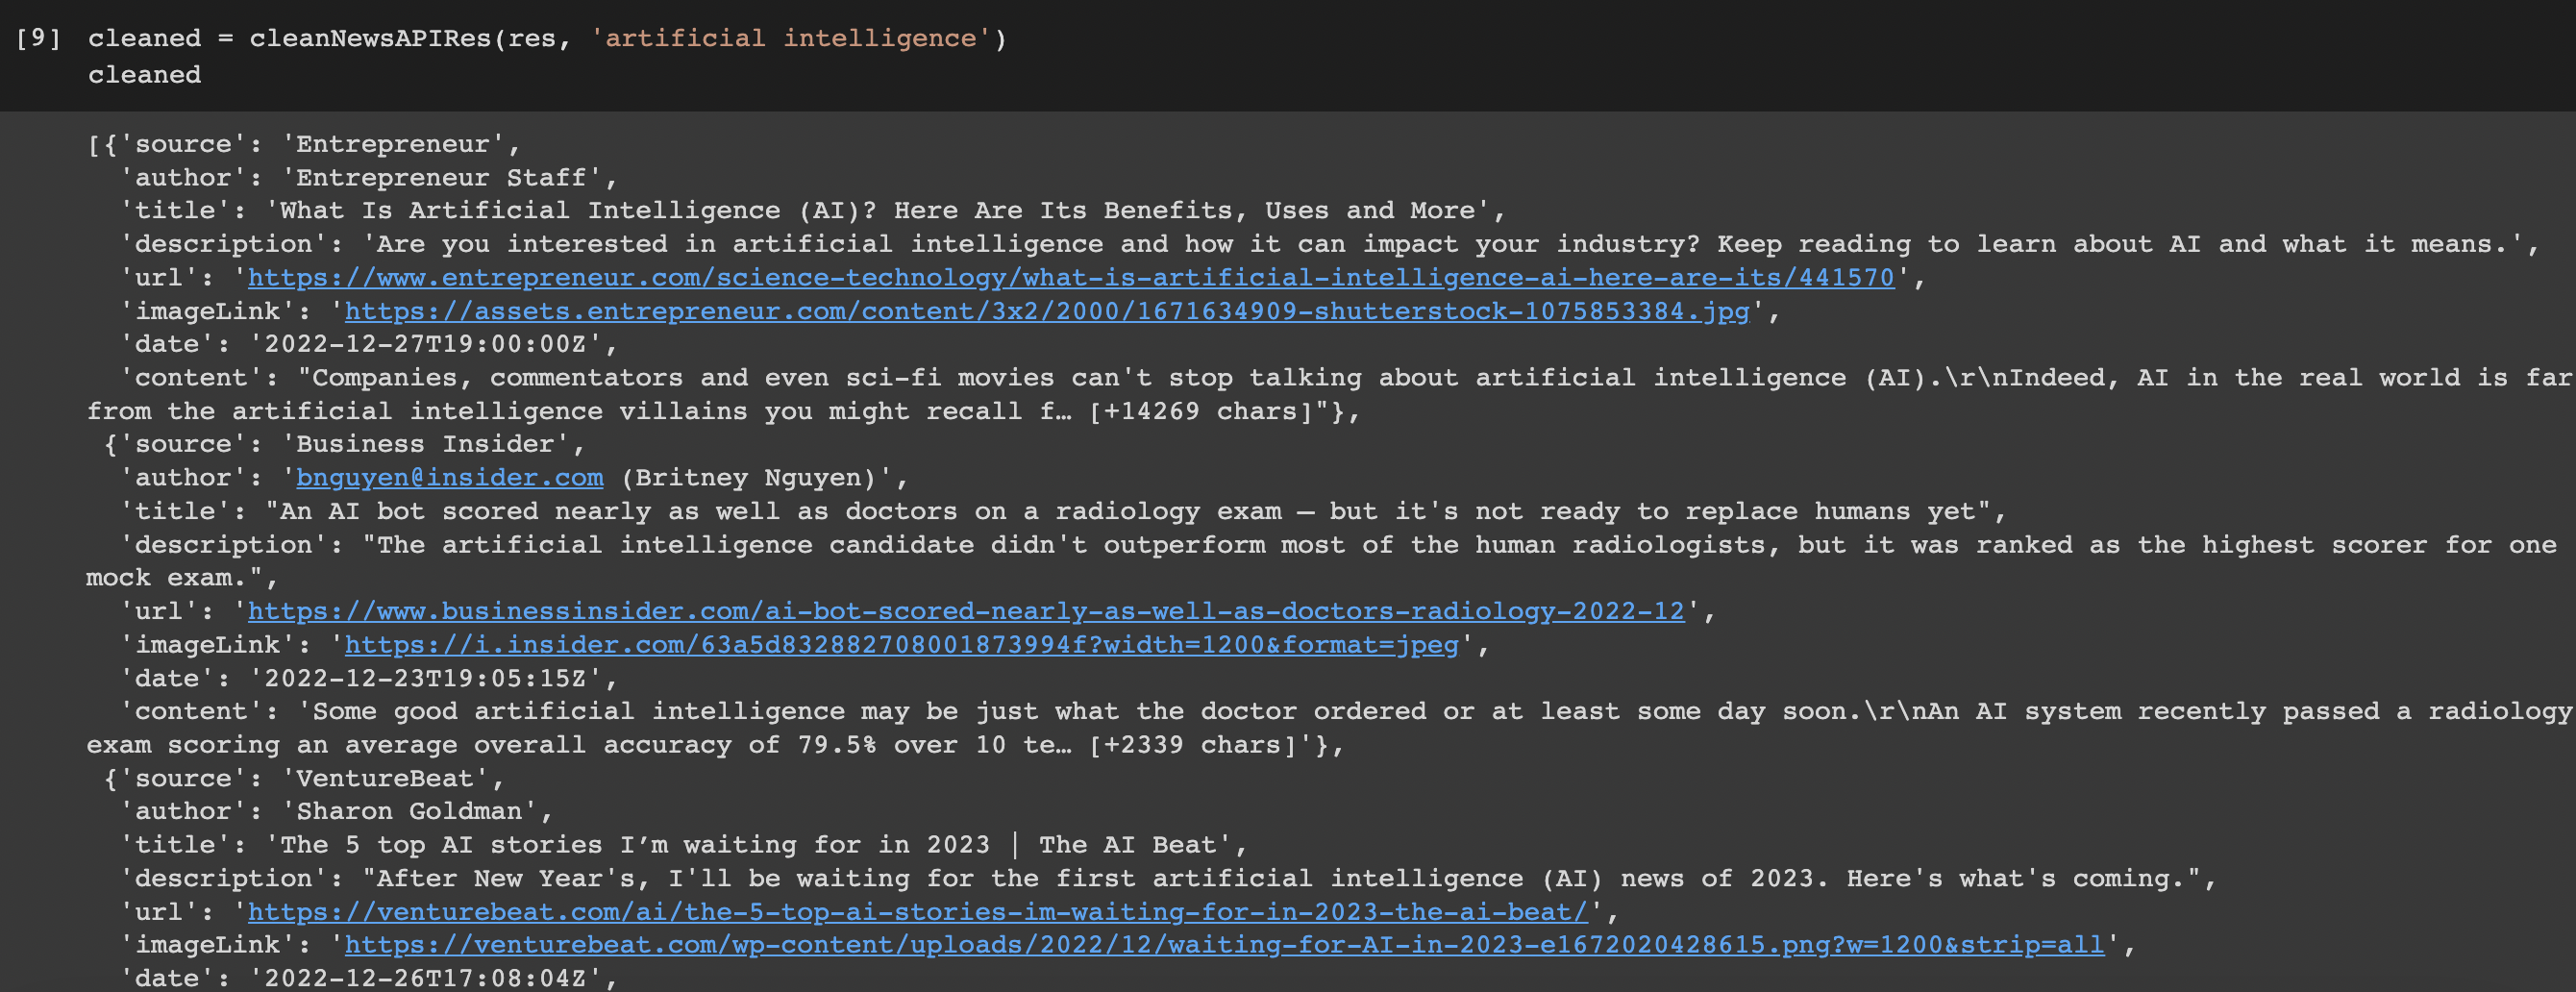 [9] cleaned = cleanNewsAPIRes(res, 'artificial intelligence')
cleaned
[{'source': 'Entrepreneur',
'author': 'Entrepreneur Staff',
'title': 'What Is Artificial Intelligence (AI)? Here Are Its Benefits, Uses and More',
'description': 'Are you interested in artificial intelligence and how it can impact your industry? Keep reading to learn about AI and what it means.',
'url': 'https://www.entrepreneur.com/science-technology/what-is-artificial-intelligence-ai-here-are-its/441570',
'imageLink': 'https://assets.entrepreneur.com/content/3x2/2000/1671634909-shutterstock-1075853384.jpg',
'date': '2022-12-27T19:00:00Z',
'content': "Companies, commentators and even sci-fi movies can't stop talking about artificial intelligence (AI).\r\nIndeed, AI in the real world is far
from the artificial intelligence villains you might recall f… [+14269 chars]"},
{'source': 'Business Insider',
'author': 'bnguyen@insider.com (Britney Nguyen)',
'title': "An AI bot scored nearly as well as doctors on a radiology exam — but it's not ready to replace humans yet",
'description': "The artificial intelligence candidate didn't outperform most of the human radiologists, but it was ranked as the highest scorer for one
mock exam.",
'url': 'https://www.businessinsider.com/ai-bot-scored-nearly-as-well-as-doctors-radiology-2022-12',
'imageLink': 'https://i.insider.com/63a5d832882708001873994f?width=1200&format=jpeg',
'date': '2022-12-23T19:05:15Z',
'content': 'Some good artificial intelligence may be just what the doctor ordered or at least some day soon.\r\nAn AI system recently passed a radiology
exam scoring an average overall accuracy of 79.5% over 10 te… [+2339 chars]'},
{'source': 'VentureBeat',
'author': 'Sharon Goldman',
'title': 'The 5 top AI stories I’m waiting for in 2023 | The AI Beat',
'description': "After New Year's, I'll be waiting for the first artificial intelligence (AI) news of 2023. Here's what's coming.",
'url': 'https://venturebeat.com/ai/the-5-top-ai-stories-im-waiting-for-in-2023-the-ai-beat/',
'imageLink': 'https://venturebeat.com/wp-content/uploads/2022/12/waiting-for-AI-in-2023-e1672020428615.png?w=1200&strip=all',
'date': '2022-12-26T17:08:04Z',